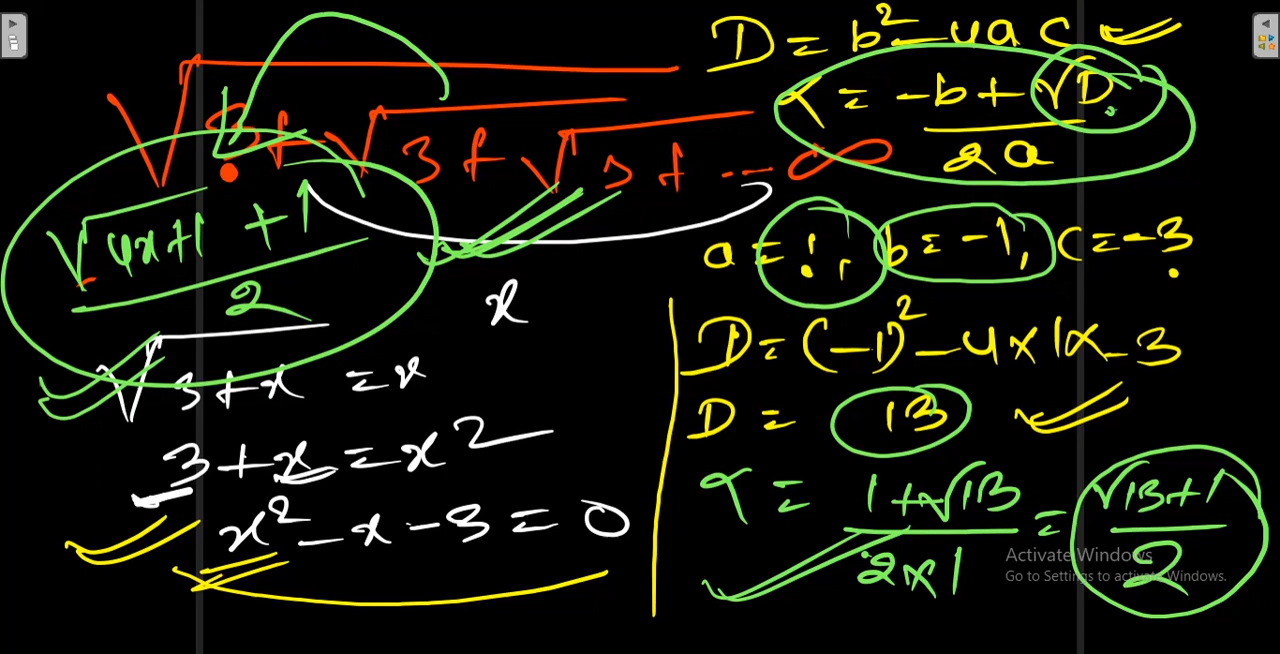 √3+√3+√3+ --- ∞
√4x+1 + 1
2
x
√3+x = x
3+x = x2
x2 - x - 3 = 0
D = b2 - 4ac
α = -b + √D
2a
a = 1, b = -1, c = -3
D = (-1)2 - 4×1×-3
D = 13
α = 1+√13 = √13+1
2×1 2
Activate Windows
Go to Settings to activate Windows.